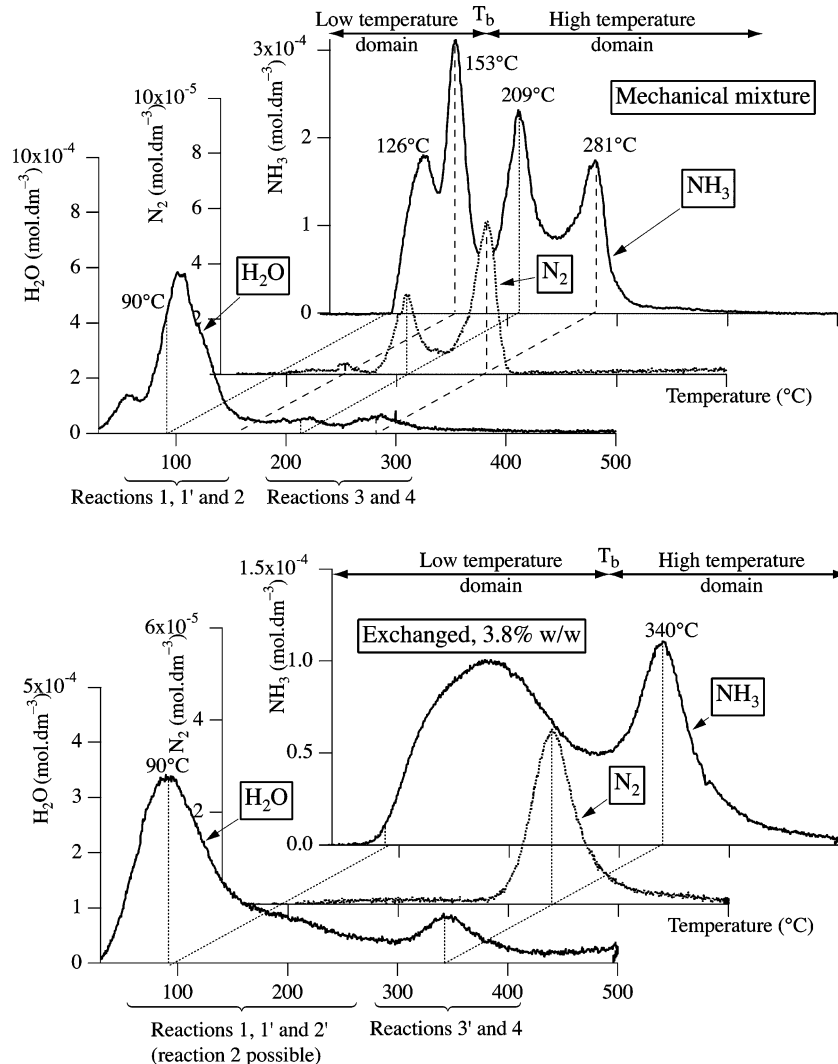 Low temperature domain
T_b
High temperature domain
3x10⁻⁴
153°C
10x10⁻⁵
209°C
Mechanical mixture
NH₃ (mol.dm⁻³)
N₂ (mol.dm⁻³)
8
2
126°C
281°C
10x10⁻⁴
6
NH₃
H₂O (mol.dm⁻³)
8
1
4
H₂O
N₂
6
90°C
2
0
4
2
Temperature (°C)
0
100
200
300
400
500
Reactions 1, 1' and 2
Reactions 3 and 4
Low temperature domain
T_b
High temperature domain
1.5x10⁻⁴
NH₃ (mol.dm⁻³)
6x10⁻⁵
N₂ (mol.dm⁻³)
Exchanged, 3.8% w/w
340°C
1.0
5x10⁻⁴
H₂O (mol.dm⁻³)
NH₃
4
4
0.5
90°C
H₂O
N₂
3
2
0.0
2
1
Temperature (°C)
0
100
200
300
400
500
Reactions 1, 1' and 2'
(reaction 2 possible)
Reactions 3' and 4